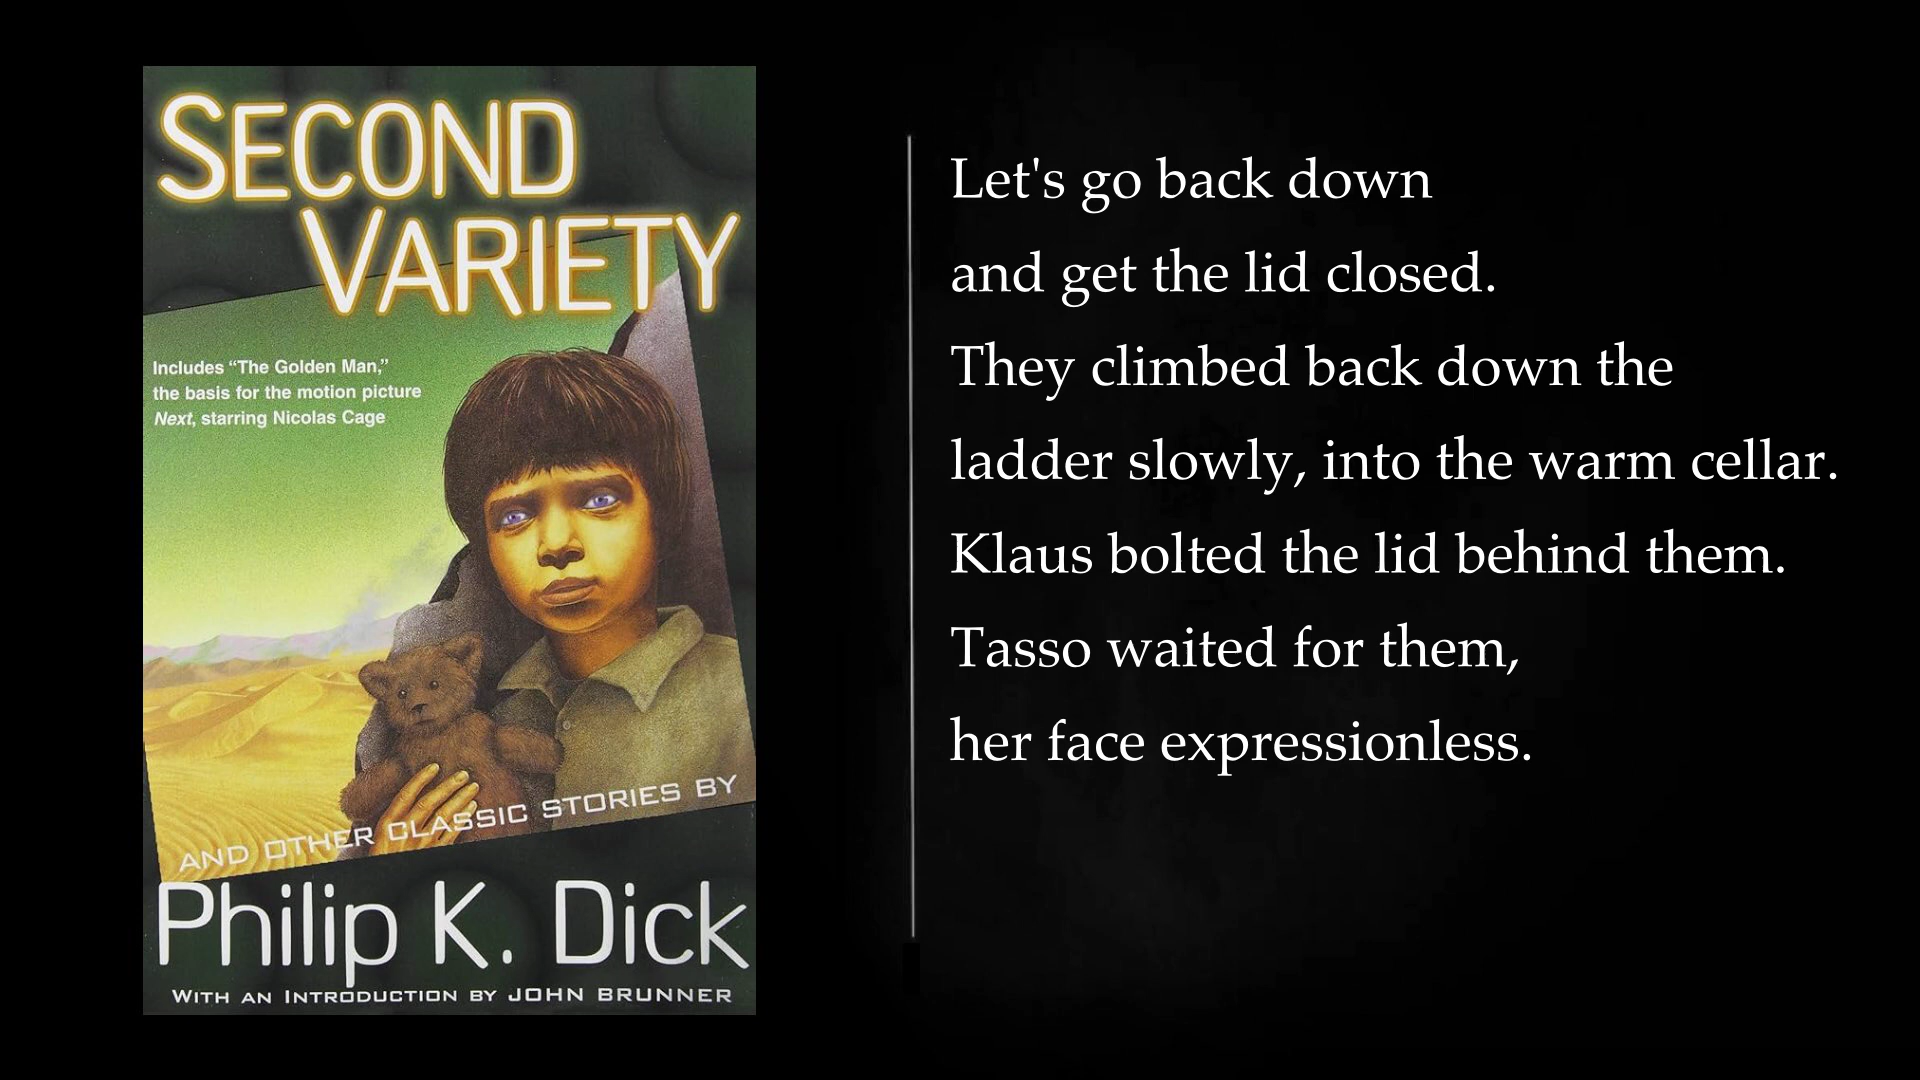 SECOND
VARIETY
Includes “The Golden Man,”
the basis for the motion picture
Next, starring Nicolas Cage
AND OTHER CLASSIC STORIES BY
Philip K. Dick
WITH AN INTRODUCTION BY JOHN BRUNNER
Let's go back down
and get the lid closed.
They climbed back down the
ladder slowly, into the warm cellar.
Klaus bolted the lid behind them.
Tasso waited for them,
her face expressionless.